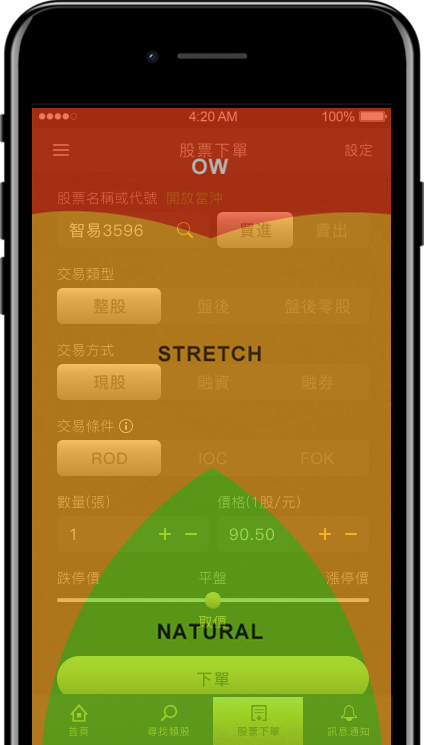 4:20 AM 100%
股票下單 設定
OW
股票名稱或代號 開放當沖
智易3596 買進 賣出
交易類型
整股 盤後 盤後零股
交易方式
STRETCH
現股 融資 融券
交易條件
ROD IOC FOK
數量(張) 價格(1股/元)
1 + − 90.50 + −
跌停價 平盤 漲停價
取價
NATURAL
下單
首頁 尋找類股 股票下單 訊息通知